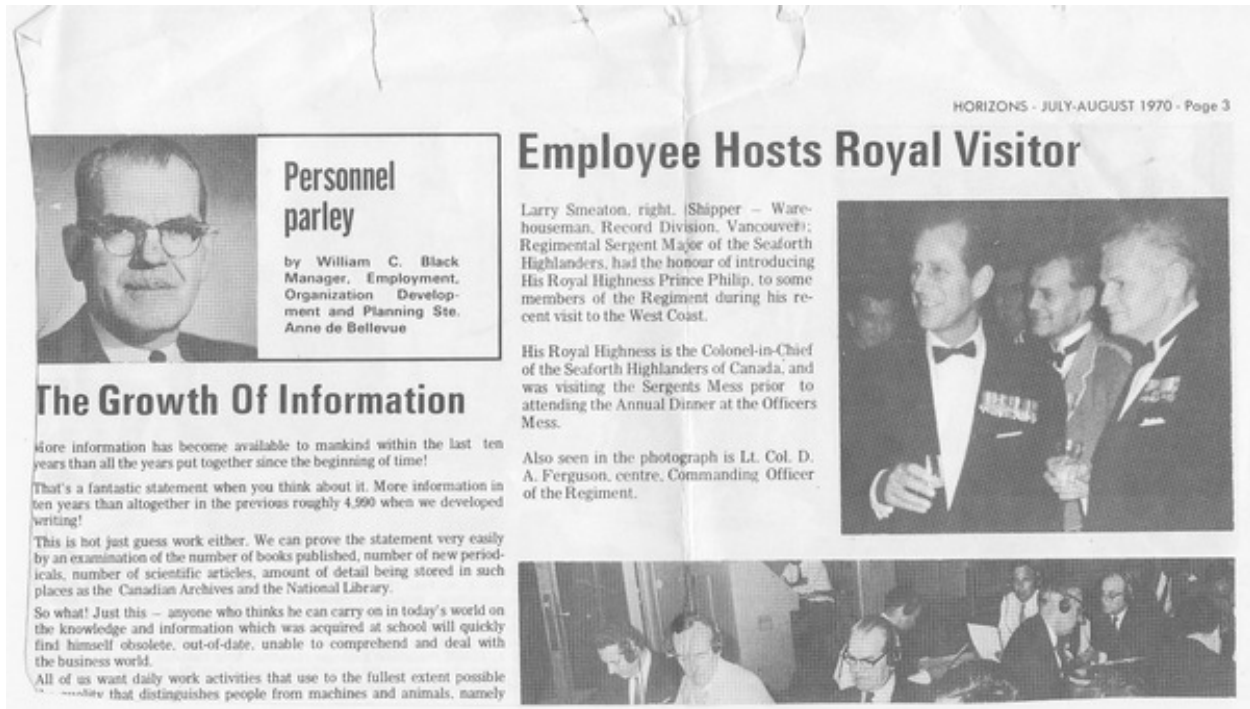 HORIZONS - JULY-AUGUST 1970 - Page 3
Personnel
parley
by William C. Black
Manager, Employment,
Organization Develop-
ment and Planning Ste.
Anne de Bellevue
The Growth Of Information
More information has become available to mankind within the last ten
years than all the years put together since the beginning of time!
That's a fantastic statement when you think about it. More information in
ten years than altogether in the previous roughly 4,990 when we developed
writing!
This is hot just guess work either. We can prove the statement very easily
by an examination of the number of books published, number of new period-
icals, number of scientific articles, amount of detail being stored in such
places as the Canadian Archives and the National Library.
So what! Just this — anyone who thinks he can carry on in today's world on
the knowledge and information which was acquired at school will quickly
find himself obsolete, out-of-date, unable to comprehend and deal with
the business world.
All of us want daily work activities that use to the fullest extent possible
that distinguishes people from machines and animals, namely
Employee Hosts Royal Visitor
Larry Smeaton, right, (Shipper — Ware-
houseman, Record Division, Vancouver);
Regimental Sergent Major of the Seaforth
Highlanders, had the honour of introducing
His Royal Highness Prince Philip, to some
members of the Regiment during his re-
cent visit to the West Coast.
His Royal Highness is the Colonel-in-Chief
of the Seaforth Highlanders of Canada, and
was visiting the Sergents Mess prior to
attending the Annual Dinner at the Officers
Mess.
Also seen in the photograph is Lt. Col. D.
A. Ferguson, centre, Commanding Officer
of the Regiment.